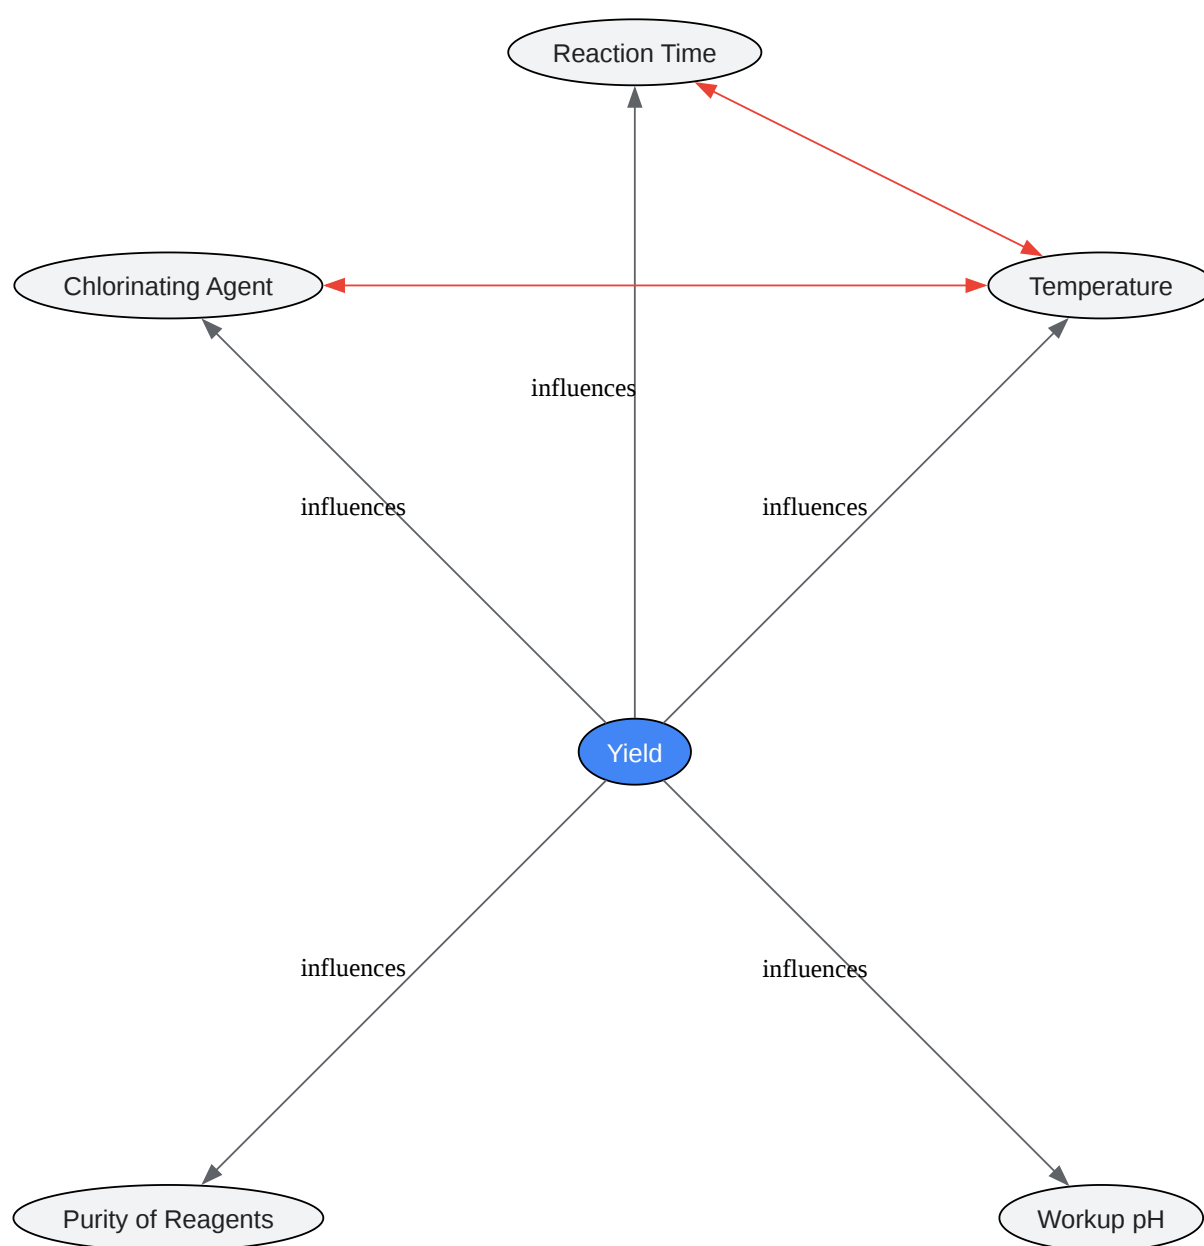 Reaction Time
Chlorinating Agent
Temperature
influences
influences
influences
Yield
influences
influences
Purity of Reagents
Workup pH